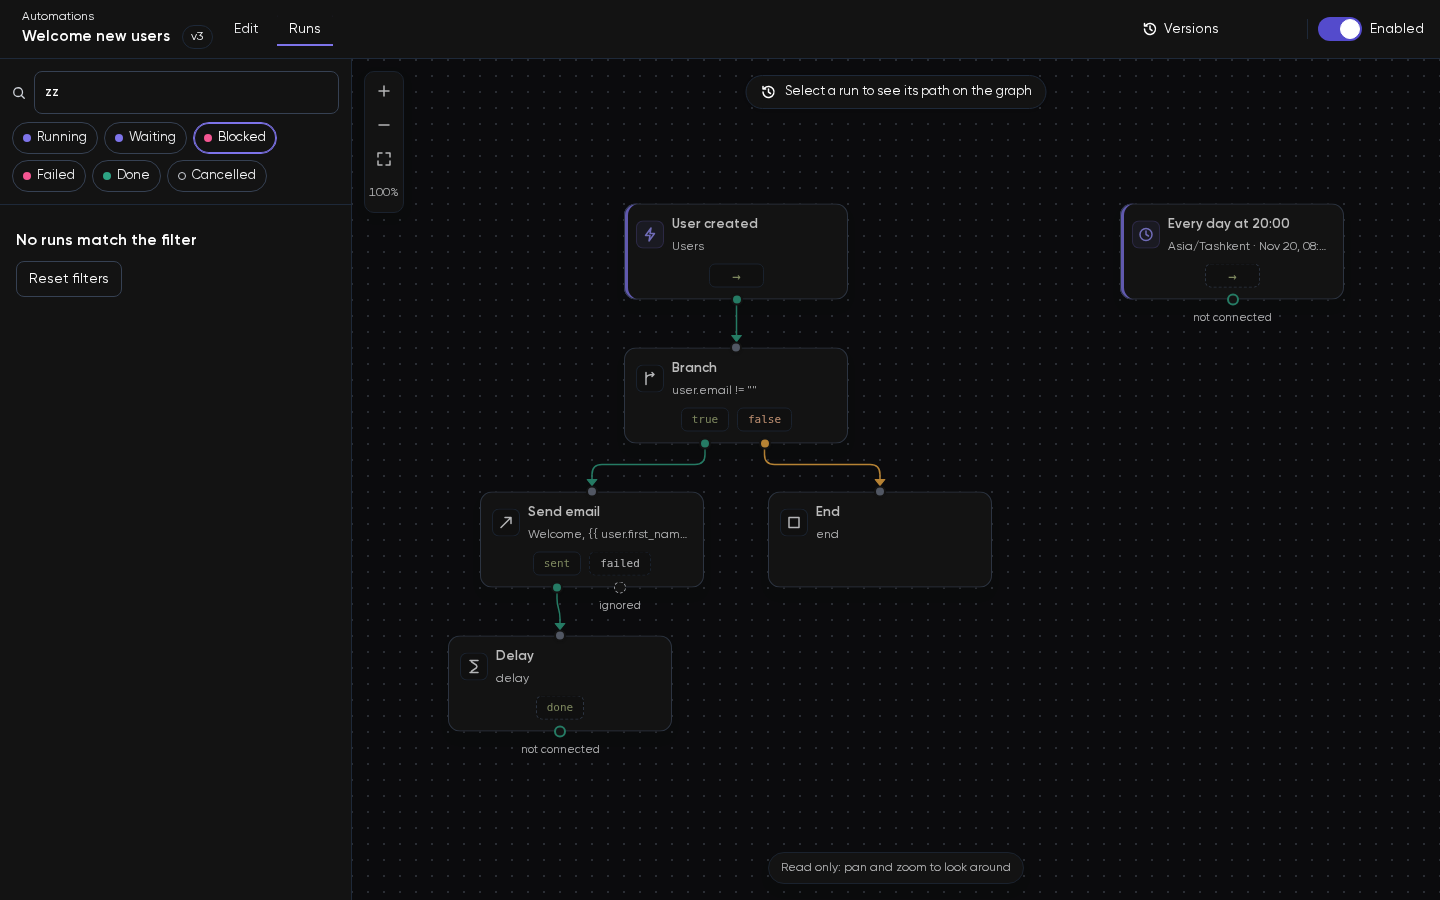 Automations
Welcome new users
v3
Edit
Runs
Versions
Enabled
zz
Running
Waiting
Blocked
Failed
Done
Cancelled
No runs match the filter
Reset filters
100%
Select a run to see its path on the graph
User created
Users
→
Every day at 20:00
Asia/Tashkent · Nov 20, 08:...
→
not connected
Branch
user.email != ""
true
false
Send email
Welcome, {{ user.first_nam...
sent
failed
ignored
End
end
Delay
delay
done
not connected
Read only: pan and zoom to look around